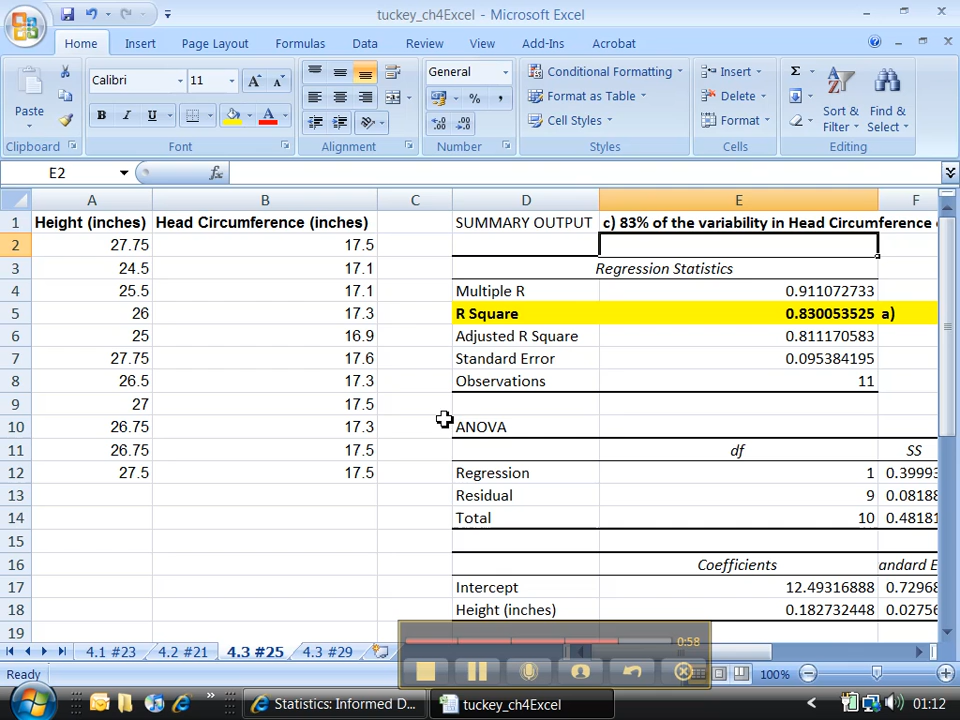 tuckey_ch4Excel - Microsoft Excel
Home Insert Page Layout Formulas Data Review View Add-Ins Acrobat
Paste Calibri 11 A A General Conditional Formatting Insert Σ Sort & Filter Find & Select
B I U A $ % , Format as Table Delete
.0 .00 .00 .0 Cell Styles Format
Clipboard Font Alignment Number Styles Cells Editing
E2 fx
A B C D E F
1 Height (inches) Head Circumference (inches) SUMMARY OUTPUT c) 83% of the variability in Head Circumference
2 27.75 17.5
3 24.5 17.1 Regression Statistics
4 25.5 17.1 Multiple R 0.911072733
5 26 17.3 R Square 0.830053525 a)
6 25 16.9 Adjusted R Square 0.811170583
7 27.75 17.6 Standard Error 0.095384195
8 26.5 17.3 Observations 11
9 27 17.5
10 26.75 17.3 ANOVA
11 26.75 17.5 df SS
12 27.5 17.5 Regression 1 0.39993
13 Residual 9 0.08188
14 Total 10 0.48181
15
16 Coefficients andard E
17 Intercept 12.49316888 0.72968
18 Height (inches) 0.182732448 0.02756
19
0:58
4.1 #23 4.2 #21 4.3 #25 4.3 #29
Ready 100%
Statistics: Informed D... tuckey_ch4Excel 01:12